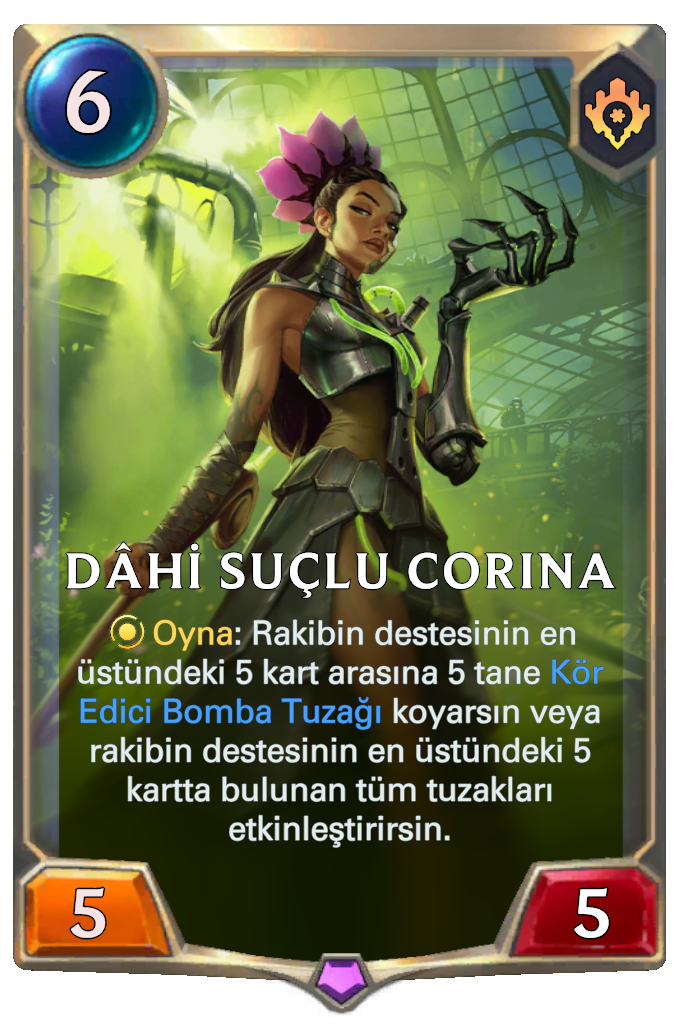 6
DÂHİ SUÇLU CORINA
Oyna: Rakibin destesinin en
üstündeki 5 kart arasına 5 tane Kör
Edici Bomba Tuzağı koyarsın veya
rakibin destesinin en üstündeki 5
kartta bulunan tüm tuzakları
etkinleştirirsin.
5
5